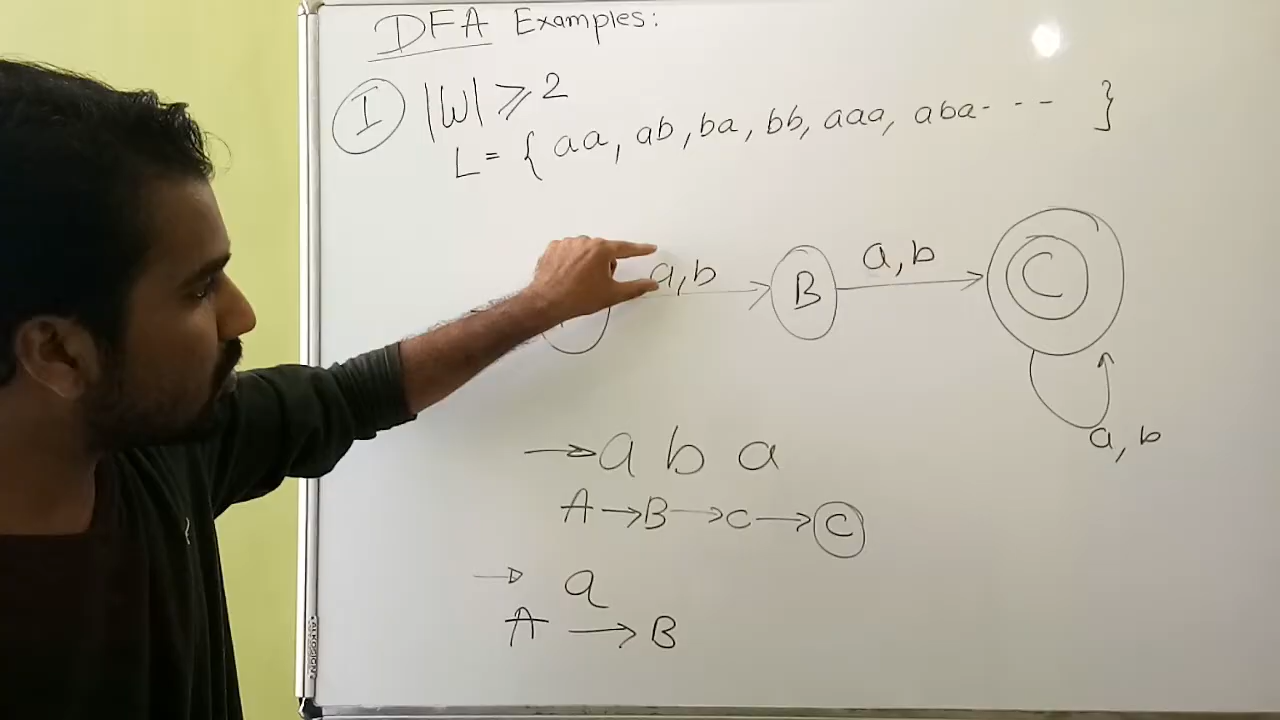 DFA Examples:
I |W| ≥ 2
L = { aa, ab, ba, bb, aaa, aba - - - }
a,b B a,b C
a, b
→ a b a
A → B → C → C
→ a
A → B